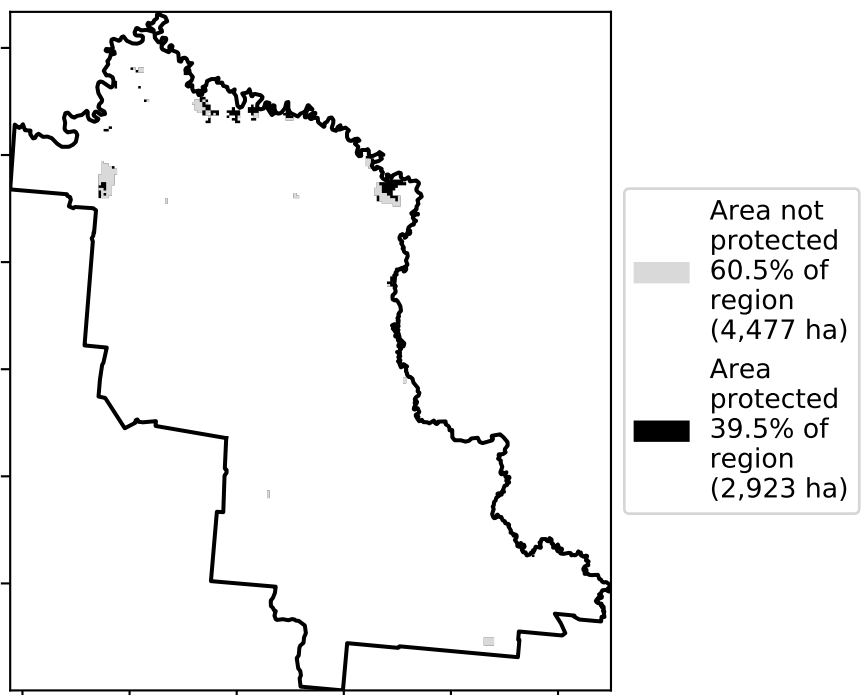 Area not
protected
60.5% of
region
(4,477 ha)
Area
protected
39.5% of
region
(2,923 ha)